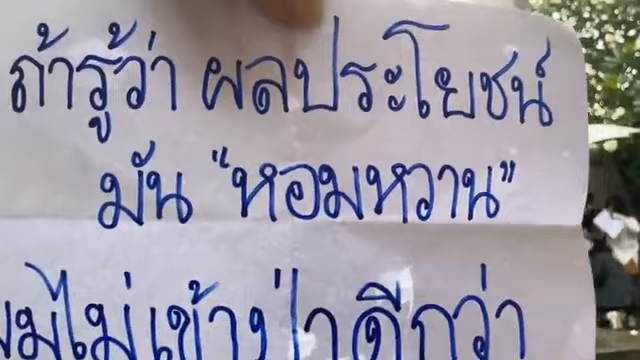 ถ้ารู้ว่า ผลประโยชน์
มัน "หอมหวาน"
ไม่เข้าป่าดีกว่า